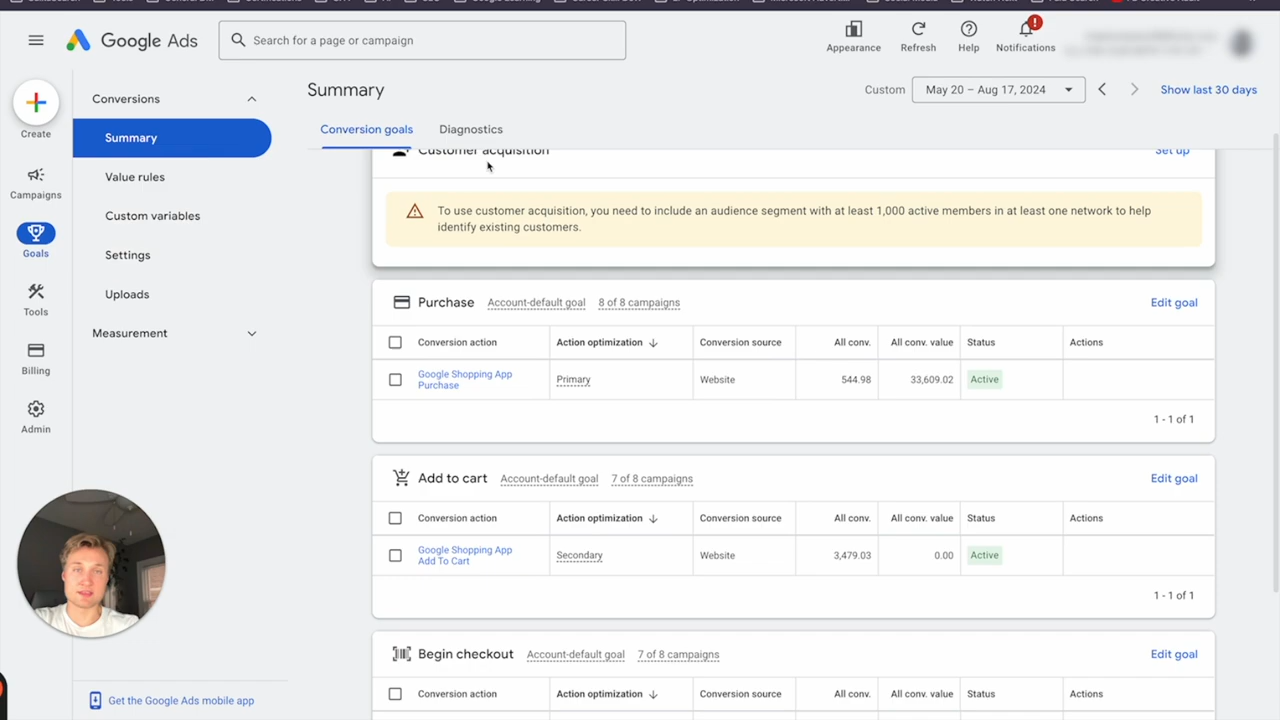 Google Ads
Search for a page or campaign
Appearance
Refresh
Help
Notifications
Create
Campaigns
Goals
Tools
Billing
Admin
Conversions
Summary
Value rules
Custom variables
Settings
Uploads
Measurement
Get the Google Ads mobile app
Summary
Custom
May 20 – Aug 17, 2024
Show last 30 days
Conversion goals
Diagnostics
Customer acquisition
Set up
To use customer acquisition, you need to include an audience segment with at least 1,000 active members in at least one network to help
identify existing customers.
Purchase Account-default goal 8 of 8 campaigns Edit goal
Conversion action Action optimization Conversion source All conv. All conv. value Status Actions
Google Shopping App
Purchase
Primary Website 544.98 33,609.02 Active
1 - 1 of 1
Add to cart Account-default goal 7 of 8 campaigns Edit goal
Conversion action Action optimization Conversion source All conv. All conv. value Status Actions
Google Shopping App
Add To Cart
Secondary Website 3,479.03 0.00 Active
1 - 1 of 1
Begin checkout Account-default goal 7 of 8 campaigns Edit goal
Conversion action Action optimization Conversion source All conv. All conv. value Status Actions